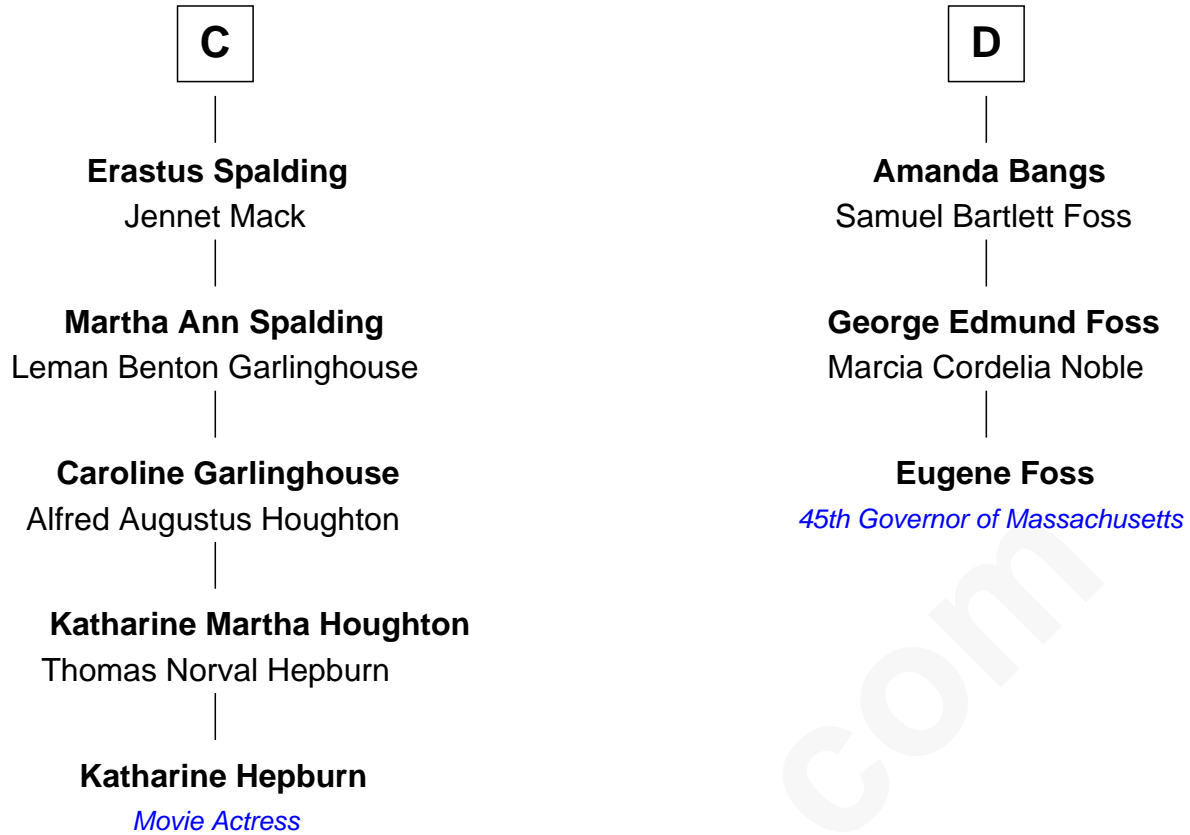 C
Erastus Spalding
Jennet Mack
Martha Ann Spalding
Leman Benton Garlinghouse
Caroline Garlinghouse
Alfred Augustus Houghton
Katharine Martha Houghton
Thomas Norval Hepburn
Katharine Hepburn
Movie Actress
D
Amanda Bangs
Samuel Bartlett Foss
George Edmund Foss
Marcia Cordelia Noble
Eugene Foss
45th Governor of Massachusetts
com